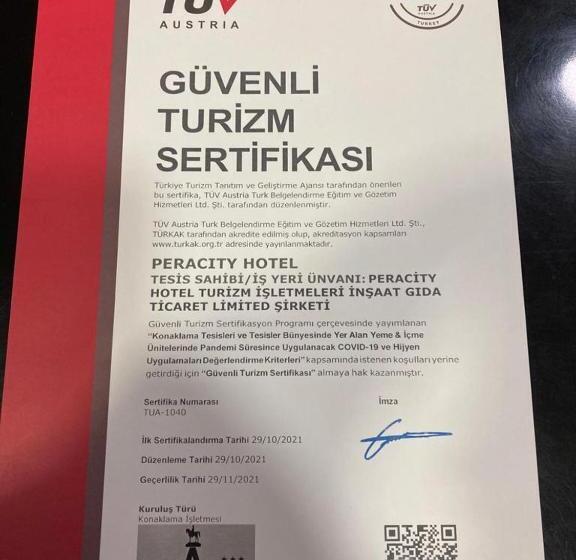 TÜV
AUSTRIA
TÜV
AUSTRIA
TURKEY
GÜVENLİ
TURİZM
SERTİFİKASI
Türkiye Turizm Tanıtım ve Geliştirme Ajansı tarafından önerilen
bu sertifika, TÜV Austria Turk Belgelendirme Eğitim ve Gözetim
Hizmetleri Ltd. Şti. tarafından düzenlenmiştir.
TÜV Austria Turk Belgelendirme Eğitim ve Gözetim Hizmetleri Ltd. Şti.,
TÜRKAK tarafından akredite edilmiş olup, akreditasyon kapsamları
www.turkak.org.tr adresinde yayınlanmaktadır.
PERACITY HOTEL
TESİS SAHİBİ/İŞ YERİ ÜNVANI: PERACİTY
HOTEL TURİZM İŞLETMELERİ İNŞAAT GIDA
TİCARET LİMİTED ŞİRKETİ
Güvenli Turizm Sertifikasyon Programı çerçevesinde yayımlanan
"Konaklama Tesisleri ve Tesisler Bünyesinde Yer Alan Yeme & İçme
Ünitelerinde Pandemi Süresince Uygulanacak COVID-19 ve Hijyen
Uygulamaları Değerlendirme Kriterleri" kapsamında istenen koşulları yerine
getirdiği için "Güvenli Turizm Sertifikası" almaya hak kazanmıştır.
Sertifika Numarası
TUA-1040
İmza
İlk Sertifikalandırma Tarihi 29/10/2021
Düzenleme Tarihi 29/10/2021
Geçerlilik Tarihi 29/11/2021
Kuruluş Türü
Konaklama İşletmesi